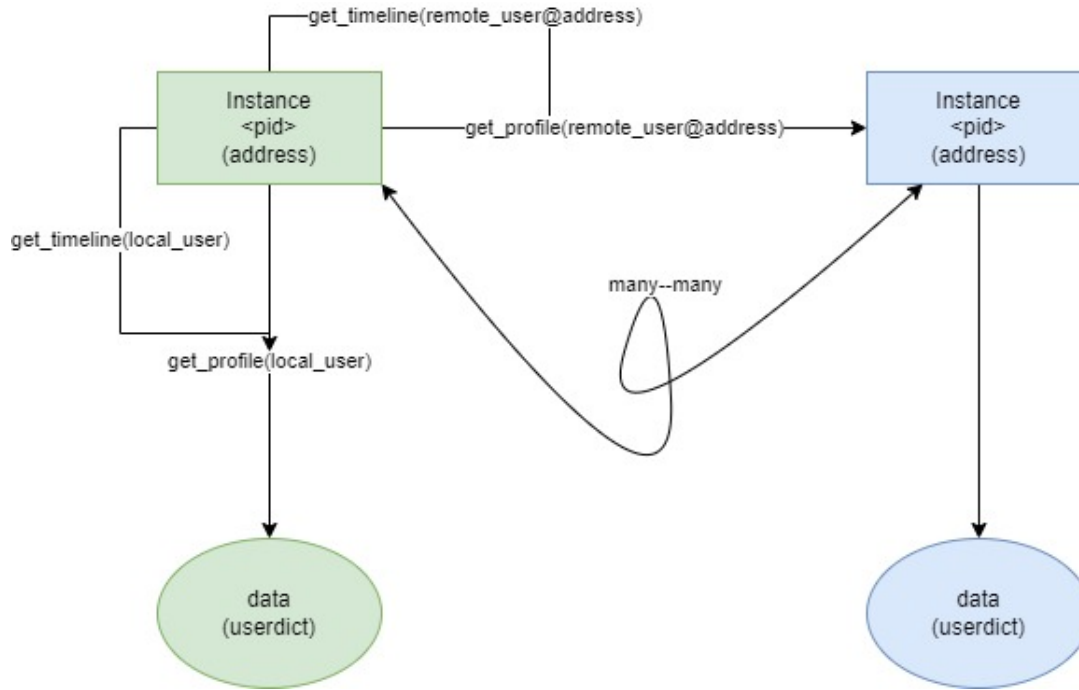 get_timeline(remote_user@address)
Instance
<pid>
(address)
get_profile(remote_user@address)
Instance
<pid>
(address)
get_timeline(local_user)
many--many
get_profile(local_user)
data
(userdict)
data
(userdict)